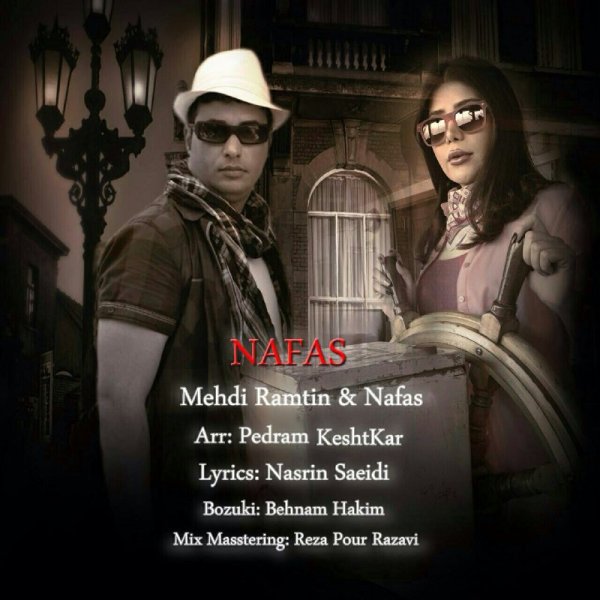 NAFAS
Mehdi Ramtin & Nafas
Arr: Pedram KeshtKar
Lyrics: Nasrin Saeidi
Bozuki: Behnam Hakim
Mix Masstering: Reza Pour Razavi